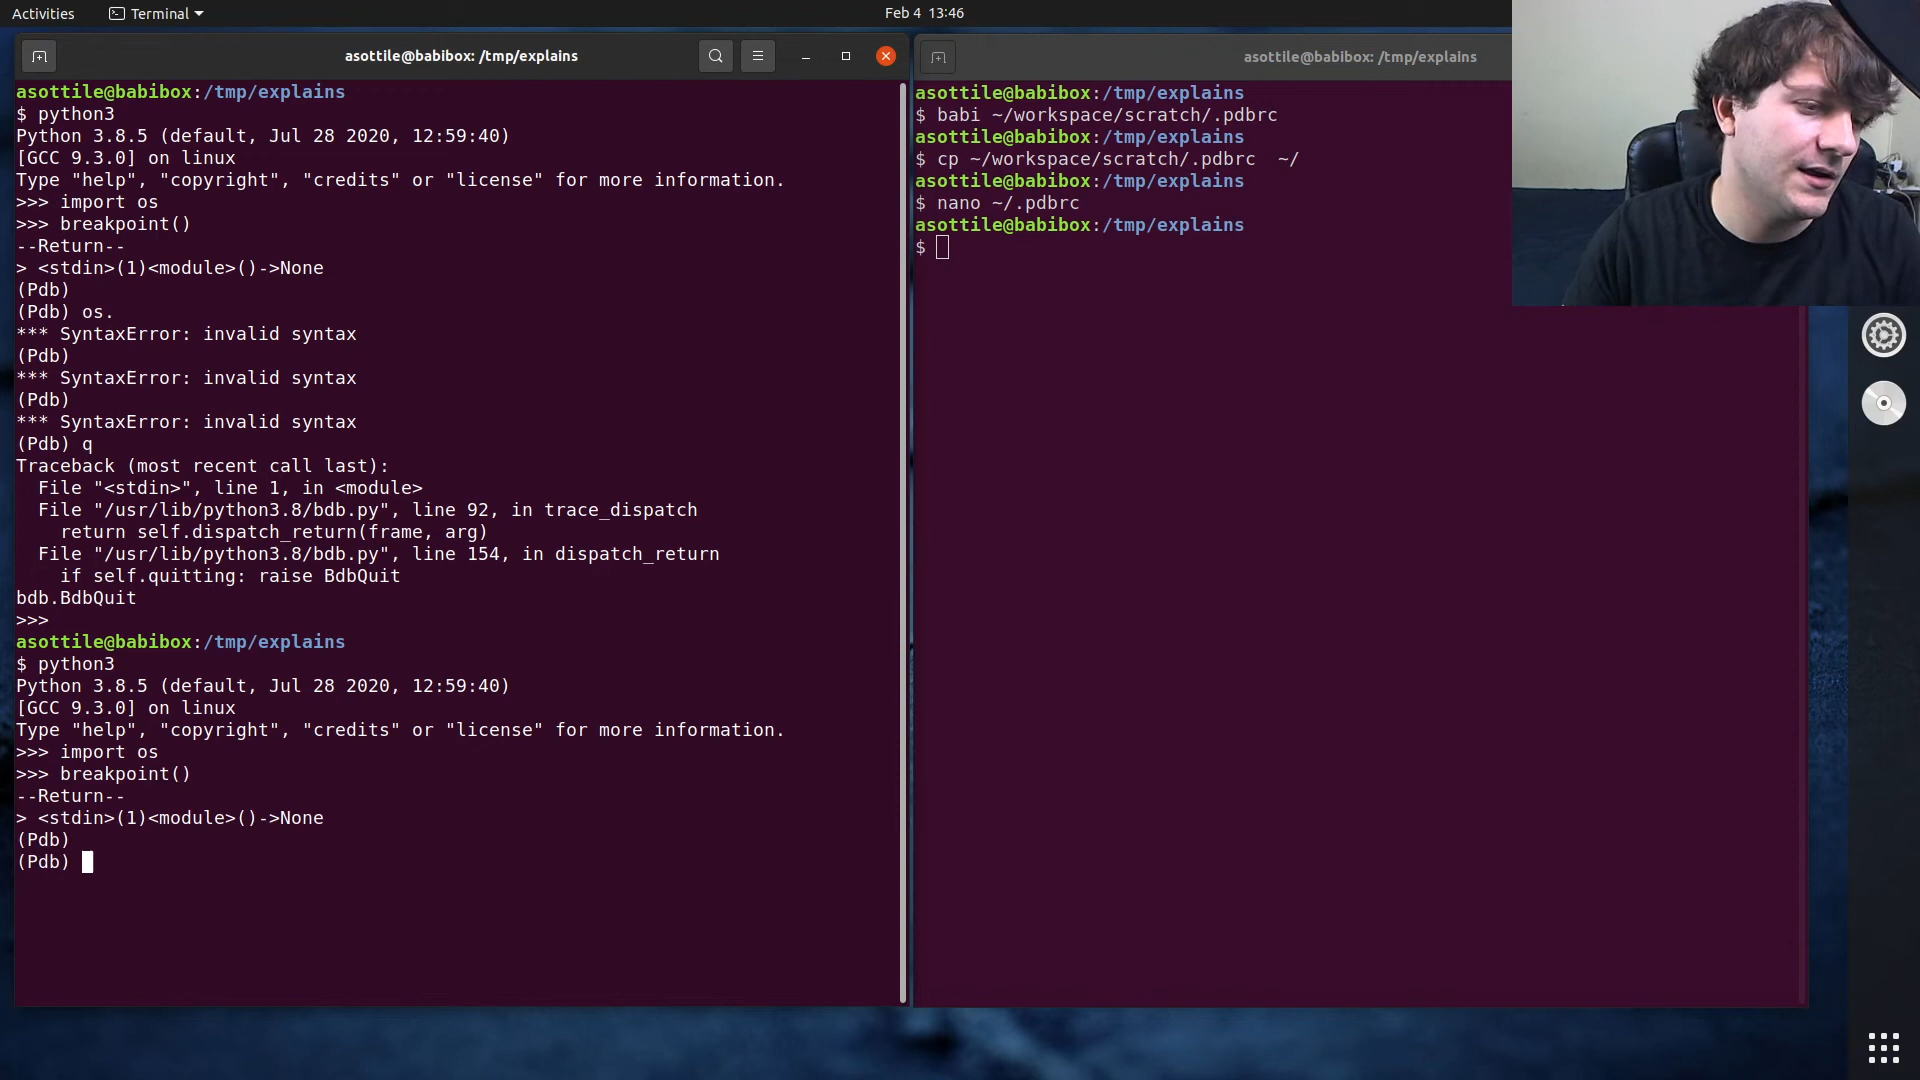 Activities
Terminal
Feb 4 13:46
asottile@babibox: /tmp/explains
asottile@babibox:/tmp/explains
$ python3
Python 3.8.5 (default, Jul 28 2020, 12:59:40)
[GCC 9.3.0] on linux
Type "help", "copyright", "credits" or "license" for more information.
>>> import os
>>> breakpoint()
--Return--
> <stdin>(1)<module>()->None
(Pdb)
(Pdb) os.
*** SyntaxError: invalid syntax
(Pdb)
*** SyntaxError: invalid syntax
(Pdb)
*** SyntaxError: invalid syntax
(Pdb) q
Traceback (most recent call last):
  File "<stdin>", line 1, in <module>
  File "/usr/lib/python3.8/bdb.py", line 92, in trace_dispatch
    return self.dispatch_return(frame, arg)
  File "/usr/lib/python3.8/bdb.py", line 154, in dispatch_return
    if self.quitting: raise BdbQuit
bdb.BdbQuit
>>>
asottile@babibox:/tmp/explains
$ python3
Python 3.8.5 (default, Jul 28 2020, 12:59:40)
[GCC 9.3.0] on linux
Type "help", "copyright", "credits" or "license" for more information.
>>> import os
>>> breakpoint()
--Return--
> <stdin>(1)<module>()->None
(Pdb)
(Pdb)
asottile@babibox: /tmp/explains
asottile@babibox:/tmp/explains
$ babi ~/workspace/scratch/.pdbrc
asottile@babibox:/tmp/explains
$ cp ~/workspace/scratch/.pdbrc  ~/
asottile@babibox:/tmp/explains
$ nano ~/.pdbrc
asottile@babibox:/tmp/explains
$